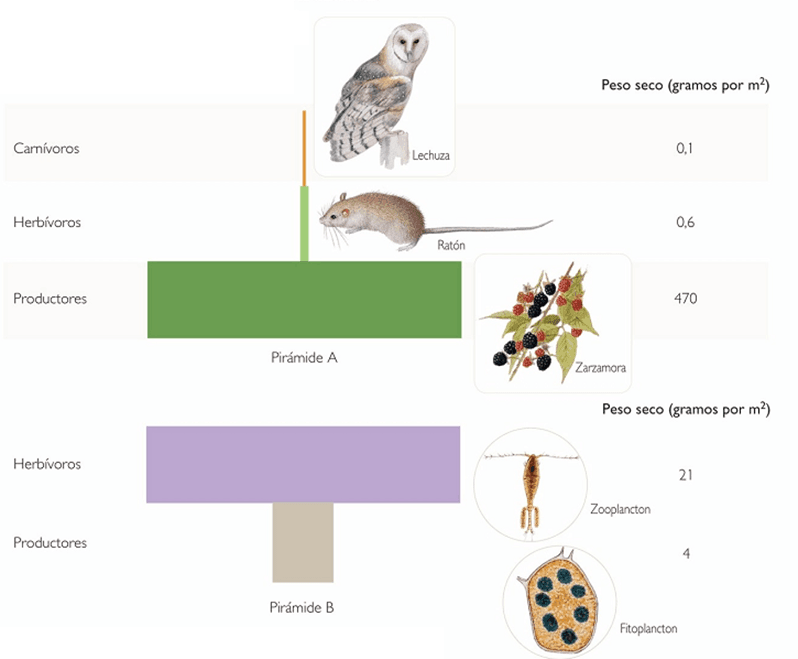 Peso seco (gramos por m²)
Carnívoros
Lechuza
0,1
Herbívoros
Ratón
0,6
Productores
Zarzamora
470
Pirámide A
Peso seco (gramos por m²)
Herbívoros
Zooplancton
21
Productores
Fitoplancton
4
Pirámide B